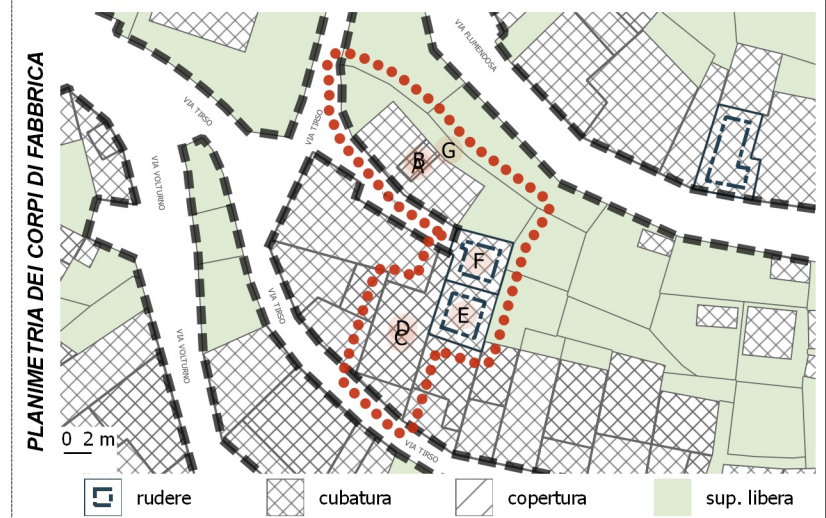 PLANIMETRIA DEI CORPI DI FABBRICA
VIA FLUMENDOSA
VIA TIRSO
VIA TIRSO
VIA VOLTURNO
B
A
G
F
VIA TIRSO
E
D
C
VIA VOLTURNO
0 2 m
VIA TIRSO
rudere
cubatura
copertura
sup. libera